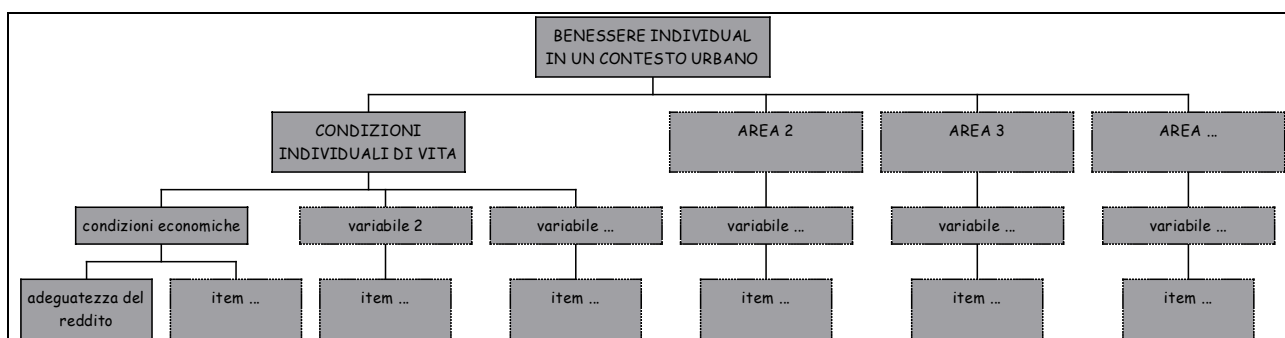 BENESSERE INDIVIDUAL
IN UN CONTESTO URBANO
CONDIZIONI
INDIVIDUALI DI VITA
AREA 2
AREA 3
AREA ...
condizioni economiche
variabile 2
variabile ...
variabile ...
variabile ...
variabile ...
adeguatezza del
reddito
item ...
item ...
item ...
item ...
item ...
item ...